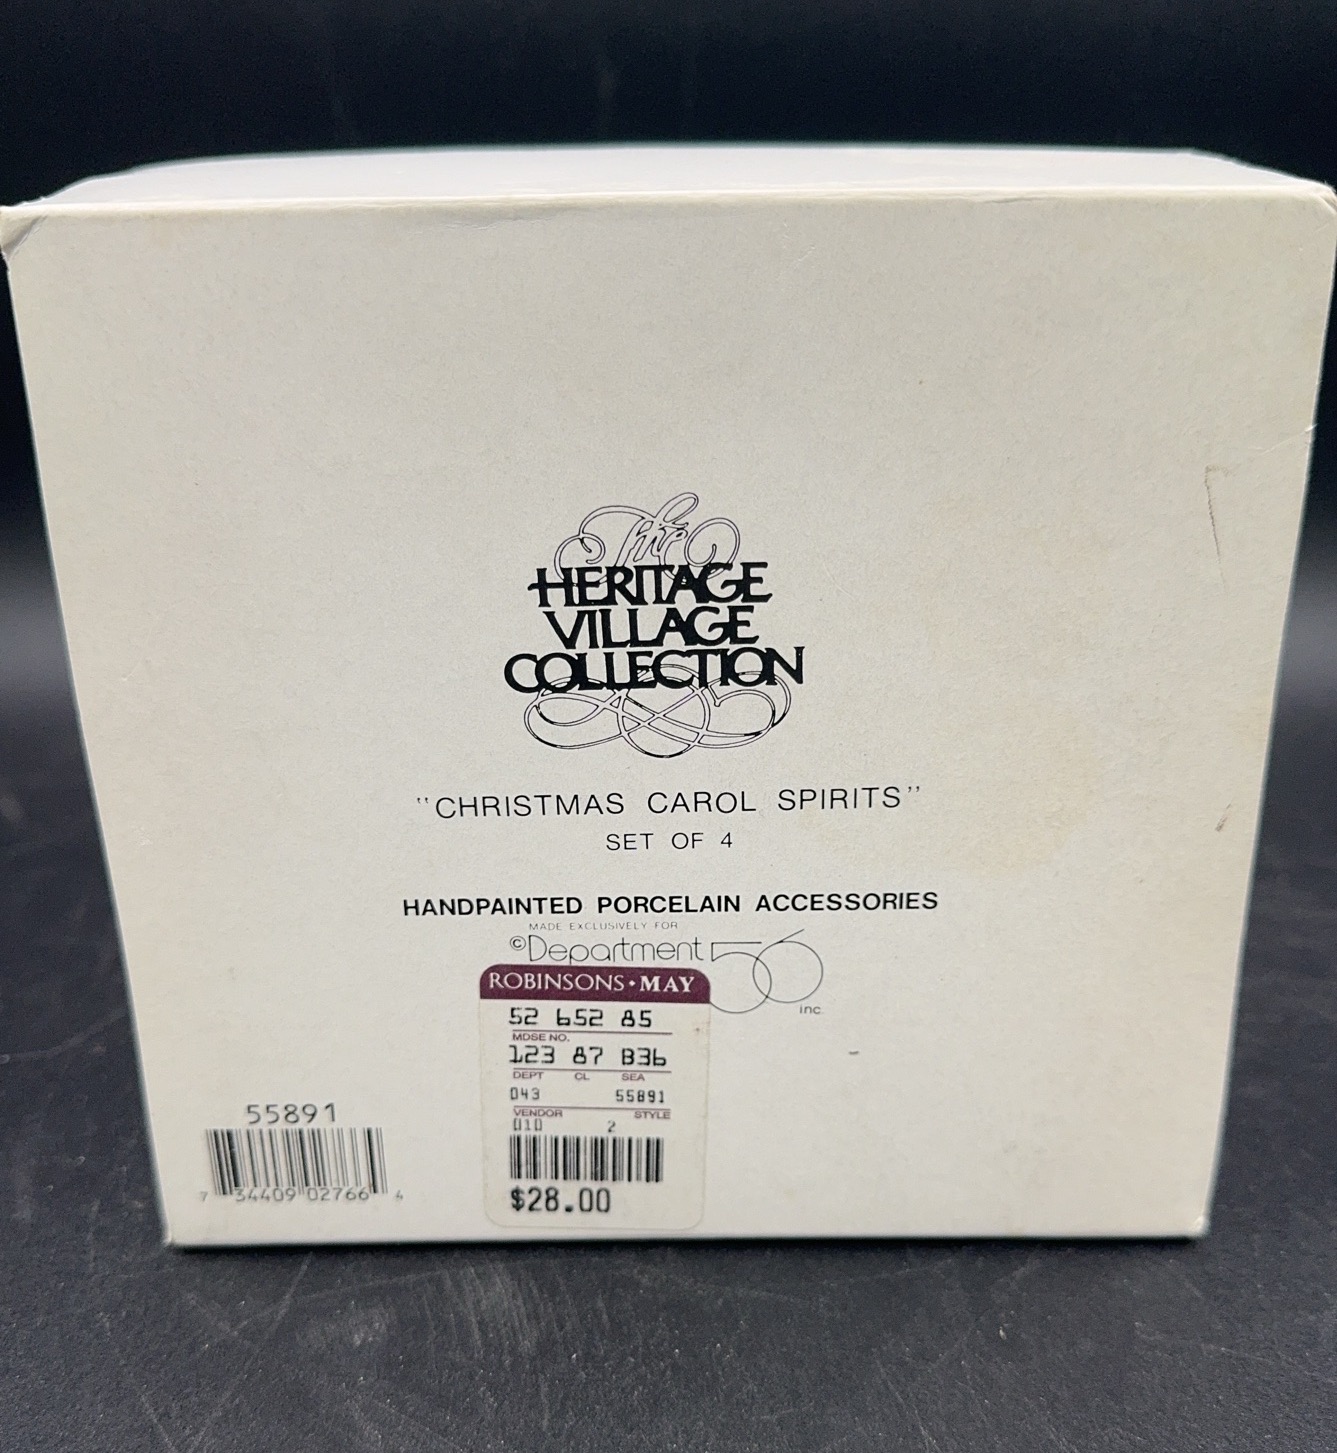 The
HERITAGE
VILLAGE
COLLECTION
"CHRISTMAS CAROL SPIRITS"
SET OF 4
HANDPAINTED PORCELAIN ACCESSORIES
MADE EXCLUSIVELY FOR
©Department 56
inc.
ROBINSONS•MAY
52 652 85
MDSE NO.
123 87 B36
DEPT CL SEA
043 55891
VENDOR STYLE
010 2
$28.00
55891
7 34409 02766 4